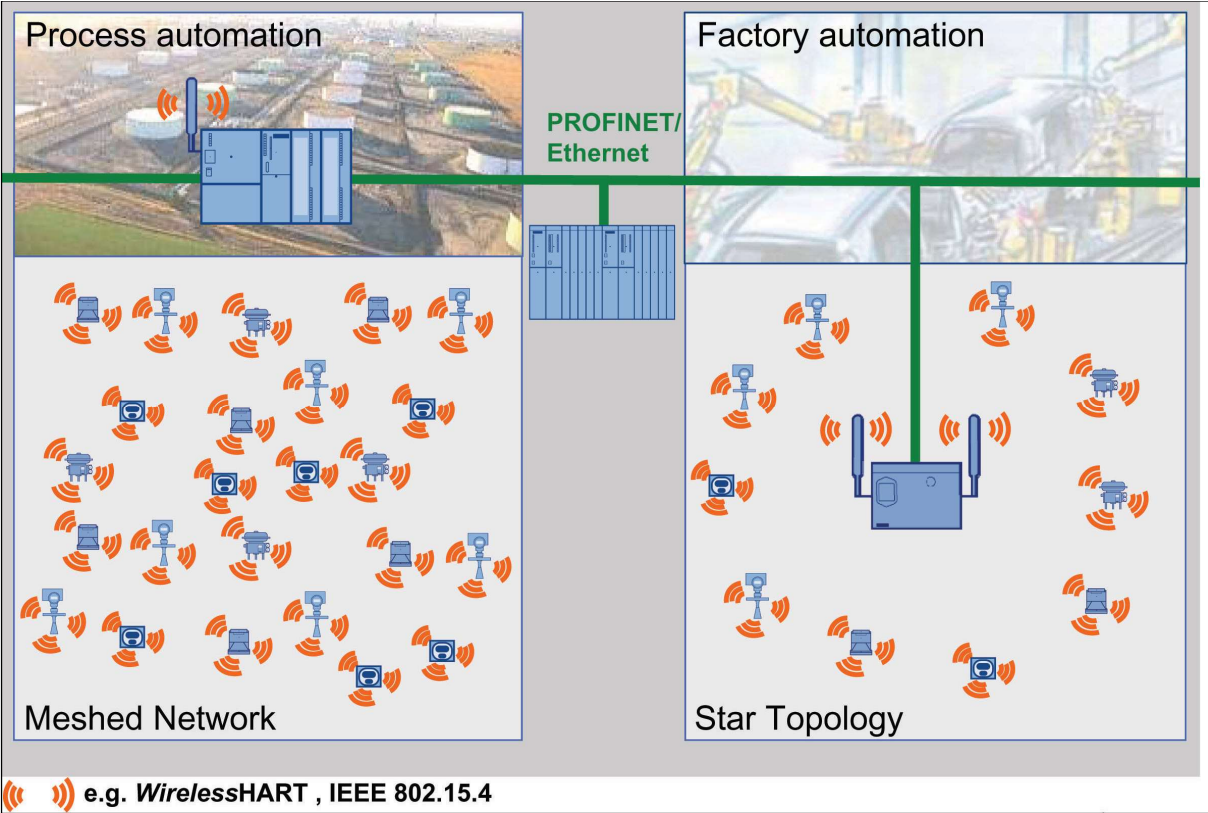 Process automation
Factory automation
PROFINET/
Ethernet
Meshed Network
Star Topology
e.g. WirelessHART , IEEE 802.15.4